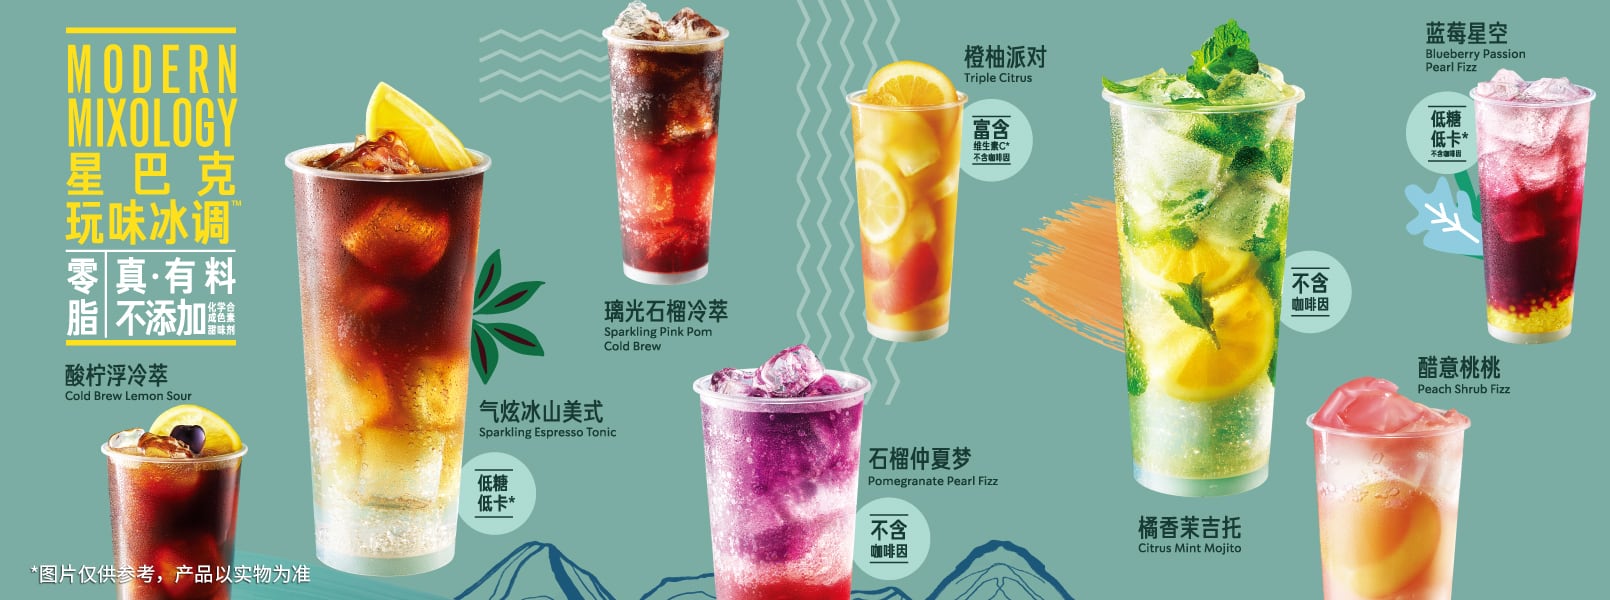 MODERN
MIXOLOGY
星巴克
玩味冰调™
零脂
真·有料
不添加
化学合
成色素
甜味剂
酸柠浮冷萃
Cold Brew Lemon Sour
气炫冰山美式
Sparkling Espresso Tonic
低糖
低卡*
璃光石榴冷萃
Sparkling Pink Pom
Cold Brew
石榴仲夏梦
Pomegranate Pearl Fizz
不含
咖啡因
橙柚派对
Triple Citrus
富含
维生素C*
不含咖啡因
橘香茉吉托
Citrus Mint Mojito
不含
咖啡因
蓝莓星空
Blueberry Passion
Pearl Fizz
低糖
低卡*
不含咖啡因
醋意桃桃
Peach Shrub Fizz
*图片仅供参考，产品以实物为准